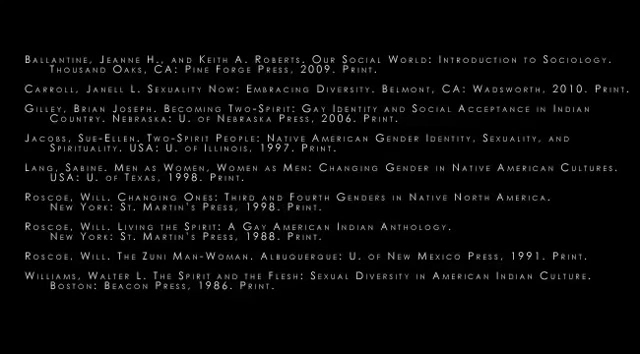 Ballantine, Jeanne H., and Keith A. Roberts. Our Social World: Introduction to Sociology.
Thousand Oaks, CA: Pine Forge Press, 2009. Print.
Carroll, Janell L. Sexuality Now: Embracing Diversity. Belmont, CA: Wadsworth, 2010. Print.
Gilley, Brian Joseph. Becoming Two-Spirit: Gay Identity and Social Acceptance in Indian
Country. Nebraska: U. of Nebraska Press, 2006. Print.
Jacobs, Sue-Ellen. Two-Spirit People: Native American Gender Identity, Sexuality, and
Spirituality. USA: U. of Illinois, 1997. Print.
Lang, Sabine. Men as Women, Women as Men: Changing Gender in Native American Cultures.
USA: U. of Texas, 1998. Print.
Roscoe, Will. Changing Ones: Third and Fourth Genders in Native North America.
New York: St. Martin's Press, 1998. Print.
Roscoe, Will. Living the Spirit: A Gay American Indian Anthology.
New York: St. Martin's Press, 1988. Print.
Roscoe, Will. The Zuni Man-Woman. Albuquerque: U. of New Mexico Press, 1991. Print.
Williams, Walter L. The Spirit and the Flesh: Sexual Diversity in American Indian Culture.
Boston: Beacon Press, 1986. Print.